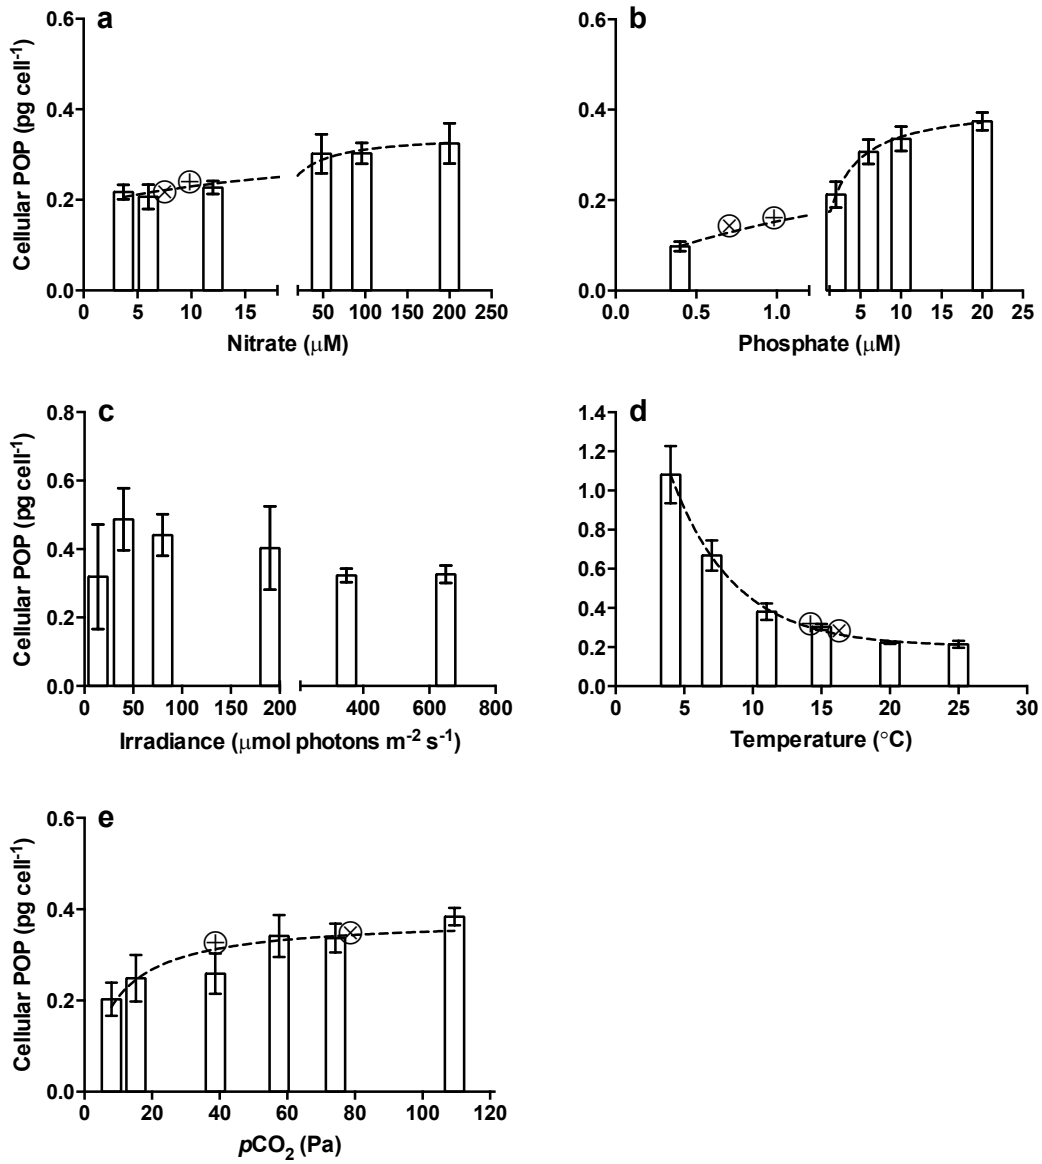 a
Cellular POP (pg cell⁻¹)
0.6
0.4
0.2
0.0
0 5 10 15 50 100 150 200 250
Nitrate (μM)
b
0.6
0.4
0.2
0.0
0.0 0.5 1.0 5 10 15 20 25
Phosphate (μM)
c
Cellular POP (pg cell⁻¹)
0.8
0.6
0.4
0.2
0.0
0 50 100 150 200 400 600 800
Irradiance (μmol photons m⁻² s⁻¹)
d
1.4
1.2
1.0
0.8
0.6
0.4
0.2
0.0
0 5 10 15 20 25 30
Temperature (°C)
e
Cellular POP (pg cell⁻¹)
0.6
0.4
0.2
0.0
0 20 40 60 80 100 120
pCO₂ (Pa)